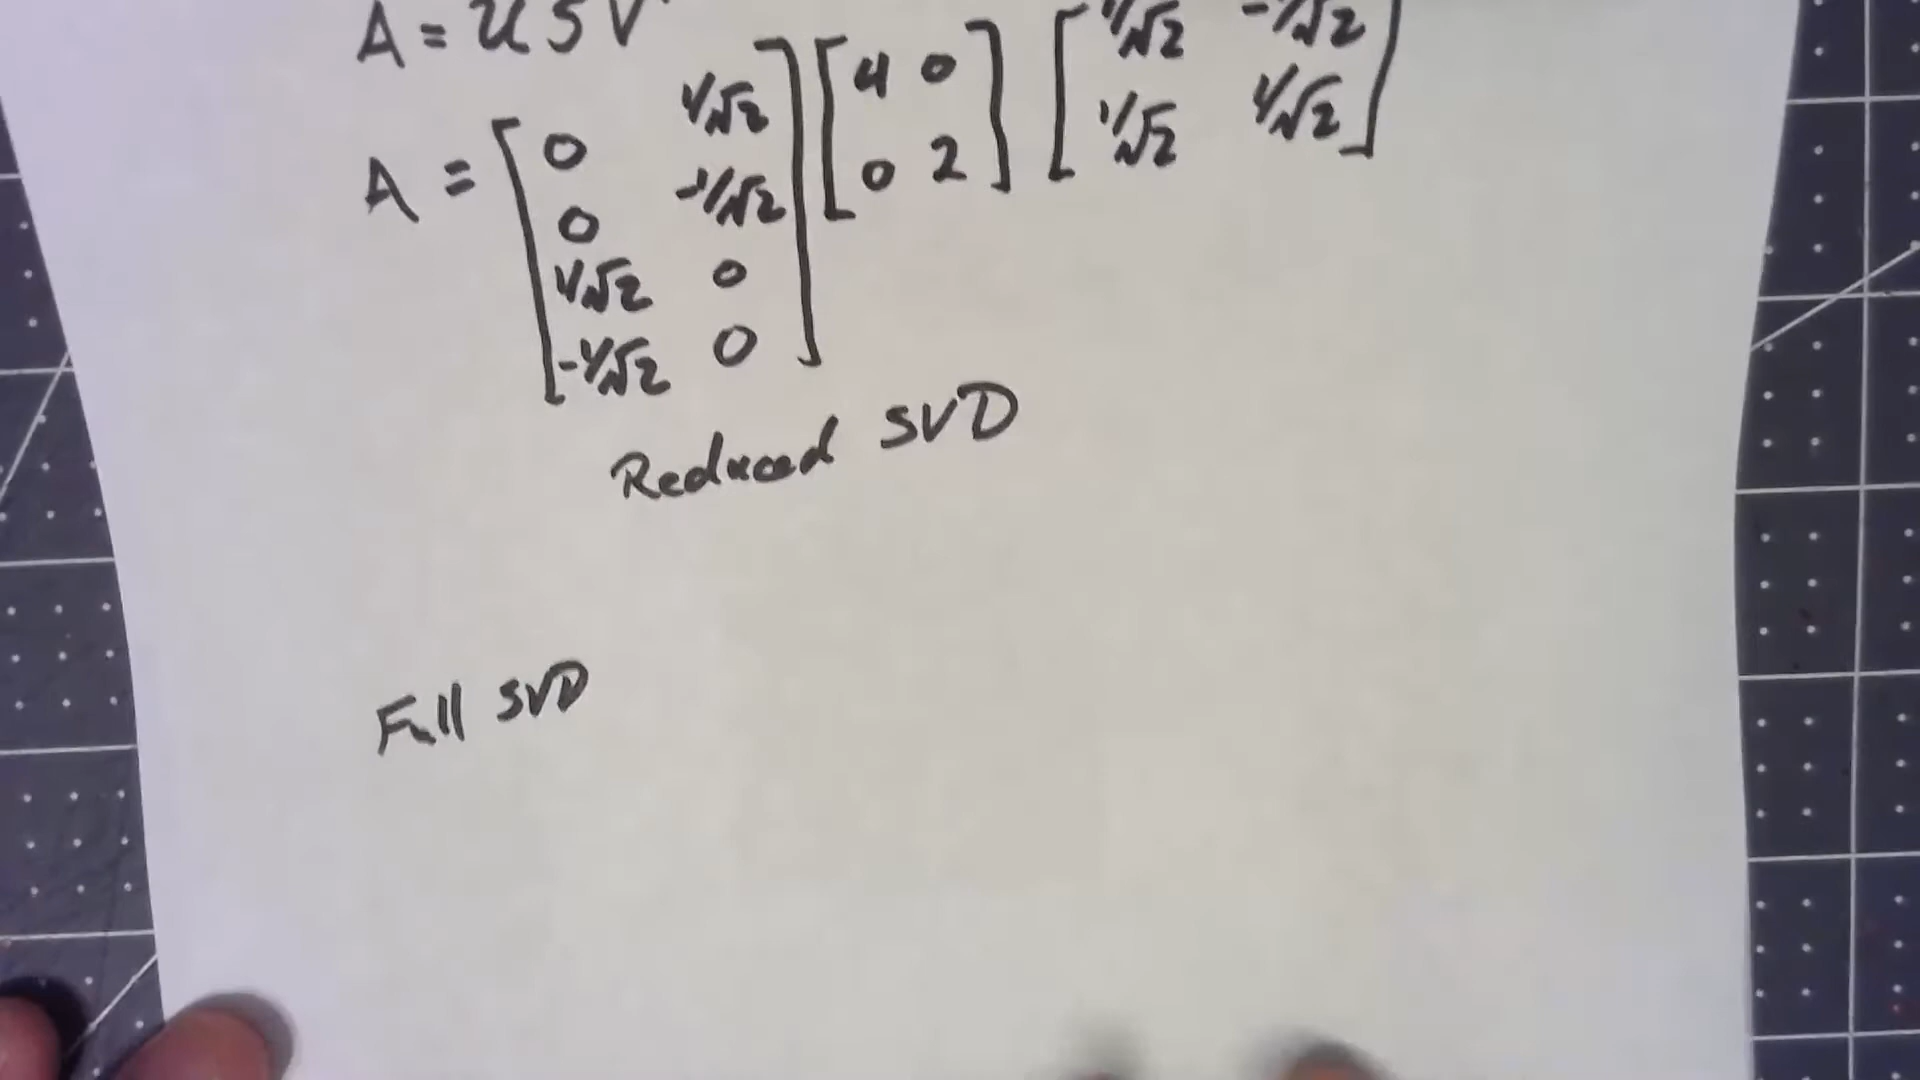 A = U S V
A = [ 0 1/√2 ; 0 -1/√2 ; 1/√2 0 ; -1/√2 0 ] [ 4 0 ; 0 2 ] [ 1/√2 -1/√2 ; 1/√2 1/√2 ]
Reduced SVD
Full SVD